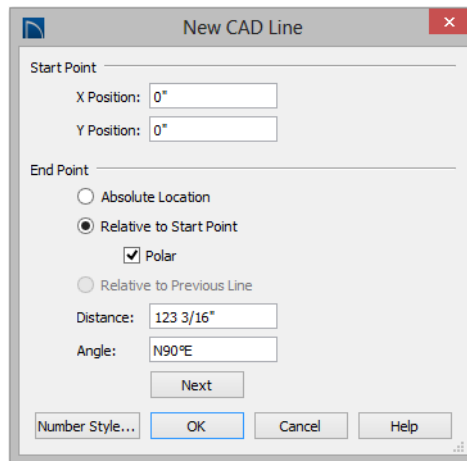 New CAD Line
Start Point
X Position: 0"
Y Position: 0"
End Point
Absolute Location
Relative to Start Point
Polar
Relative to Previous Line
Distance: 123 3/16"
Angle: N90°E
Next
Number Style... OK Cancel Help